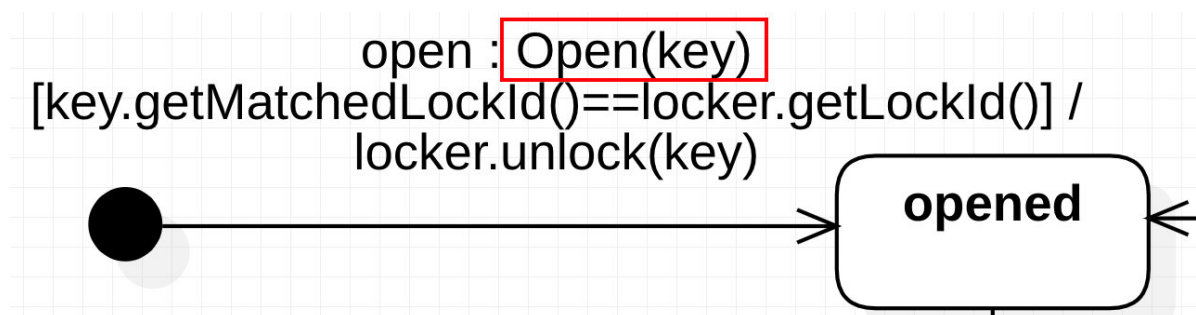 open : Open(key)
[key.getMatchedLockId()==locker.getLockId()] /
locker.unlock(key)
opened